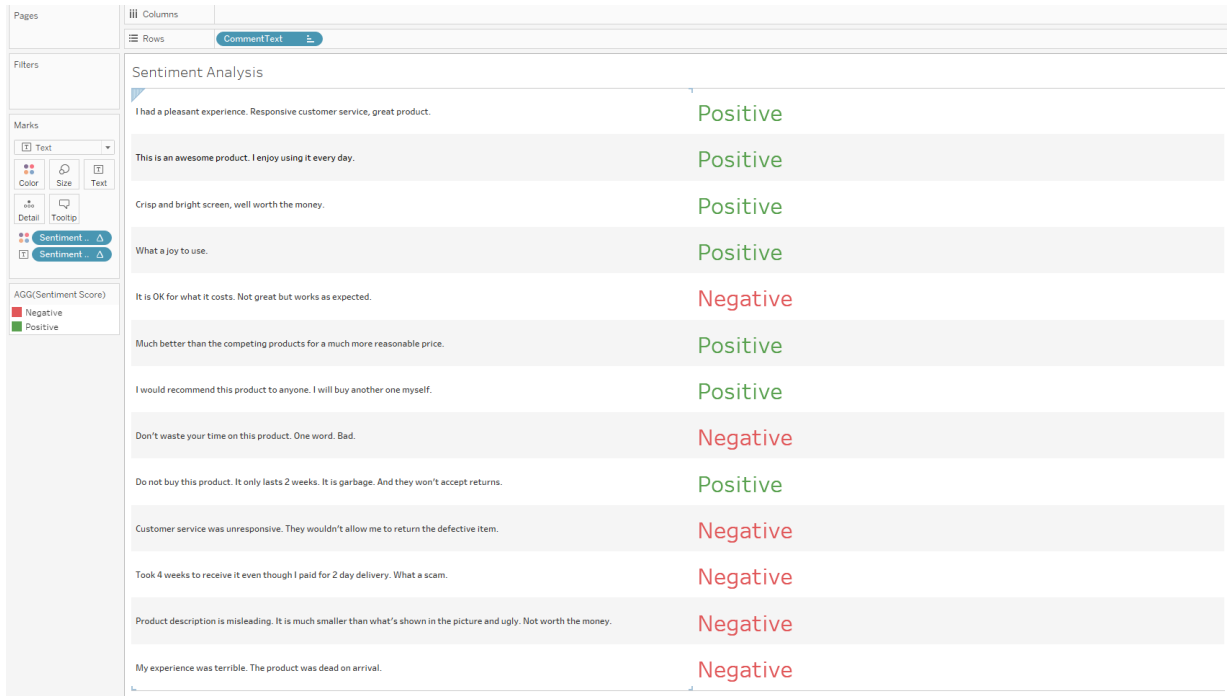 Pages
Columns
Rows CommentText
Filters
Marks
Text
Color Size Text
Detail Tooltip
Sentiment ..
Sentiment ..
AGG(Sentiment Score)
Negative
Positive
Sentiment Analysis
I had a pleasant experience. Responsive customer service, great product. Positive
This is an awesome product. I enjoy using it every day. Positive
Crisp and bright screen, well worth the money. Positive
What a joy to use. Positive
It is OK for what it costs. Not great but works as expected. Negative
Much better than the competing products for a much more reasonable price. Positive
I would recommend this product to anyone. I will buy another one myself. Positive
Don't waste your time on this product. One word. Bad. Negative
Do not buy this product. It only lasts 2 weeks. It is garbage. And they won't accept returns. Positive
Customer service was unresponsive. They wouldn't allow me to return the defective item. Negative
Took 4 weeks to receive it even though I paid for 2 day delivery. What a scam. Negative
Product description is misleading. It is much smaller than what's shown in the picture and ugly. Not worth the money. Negative
My experience was terrible. The product was dead on arrival. Negative